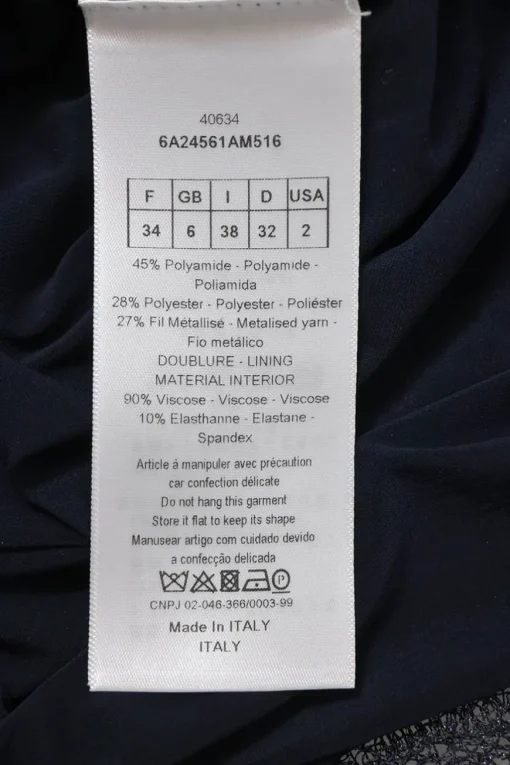 40634
6A24561AM516
F GB I D USA
34 6 38 32 2
45% Polyamide - Polyamide -
Poliamida
28% Polyester - Polyester - Poliéster
27% Fil Métallisé - Metalised yarn -
Fio metálico
DOUBLURE - LINING
MATERIAL INTERIOR
90% Viscose - Viscose - Viscose
10% Elasthanne - Elastane -
Spandex
Article à manipuler avec précaution
car confection délicate
Do not hang this garment
Store it flat to keep its shape
Manusear artigo com cuidado devido
a confecção delicada
P
CNPJ 02-046-366/0003-99
Made In ITALY
ITALY